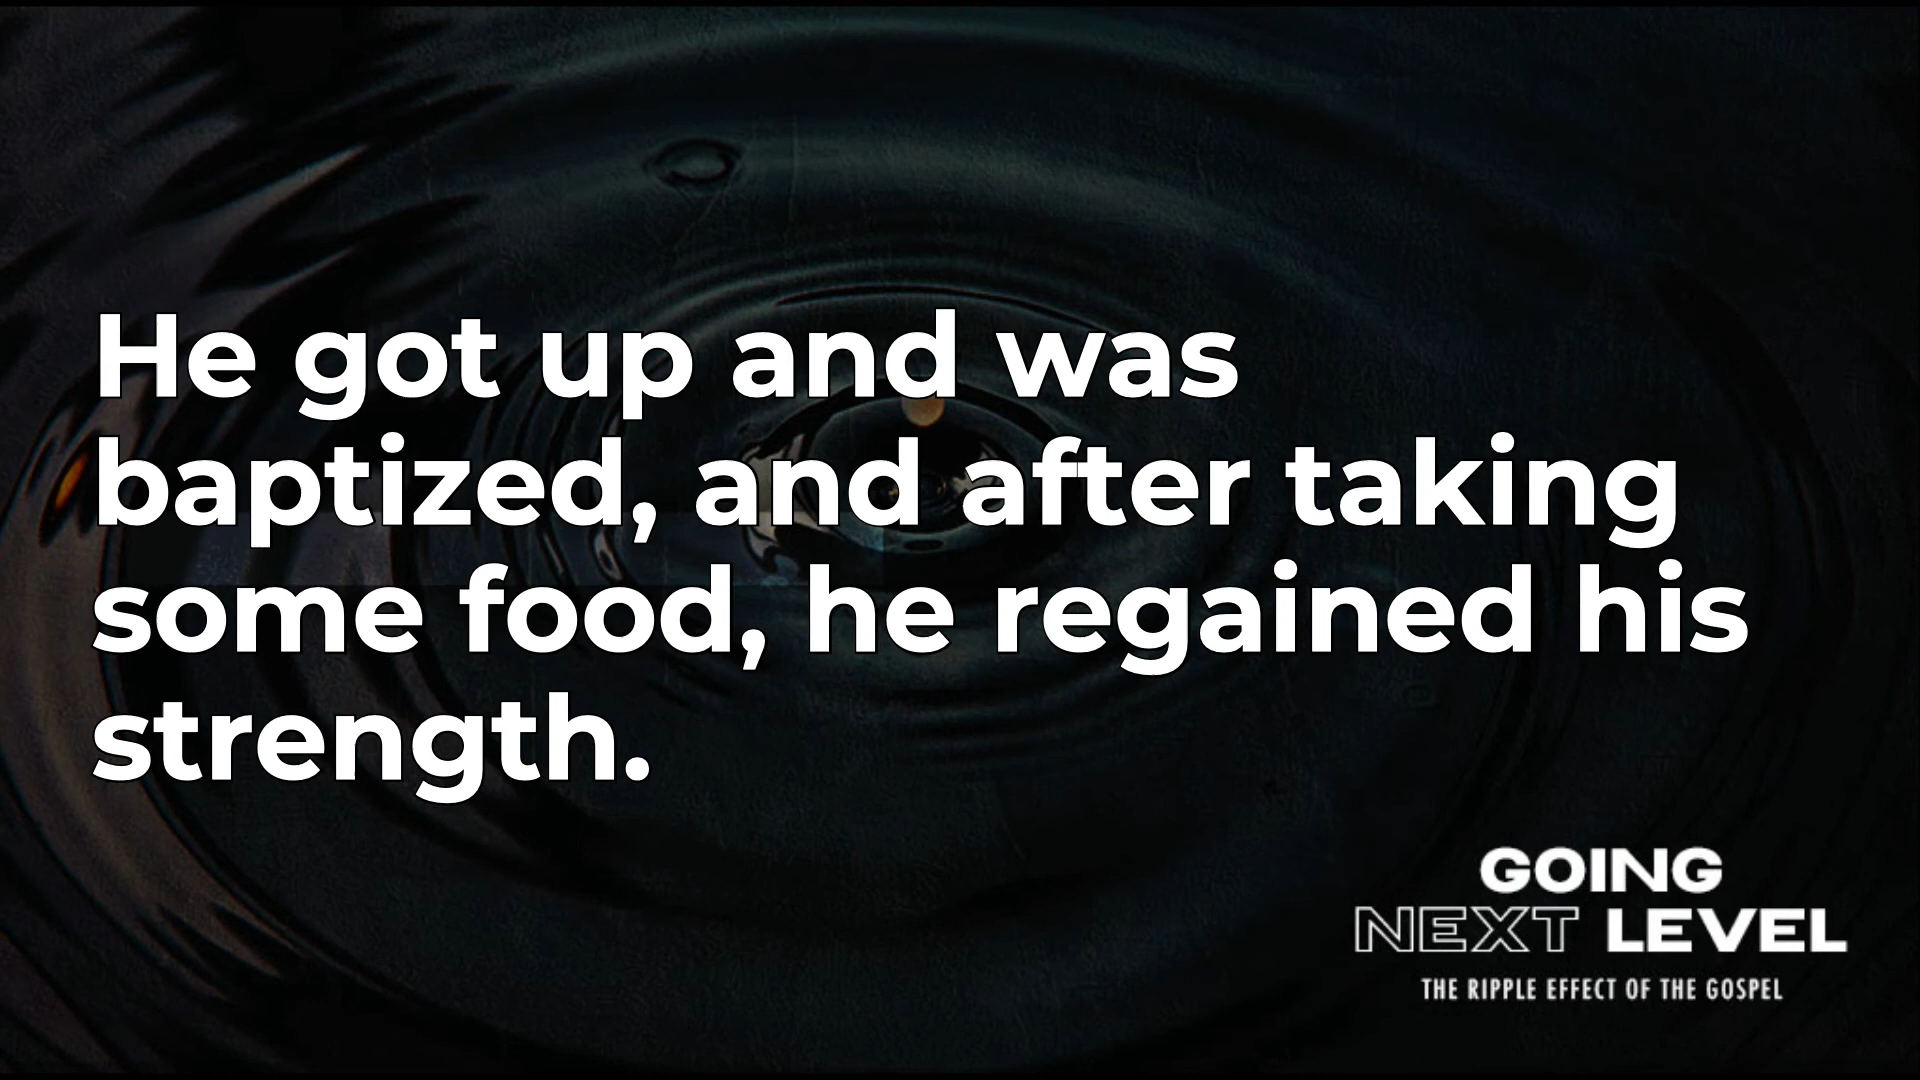 He got up and was
baptized, and after taking
some food, he regained his
strength.
GOING
NEXT LEVEL
THE RIPPLE EFFECT OF THE GOSPEL